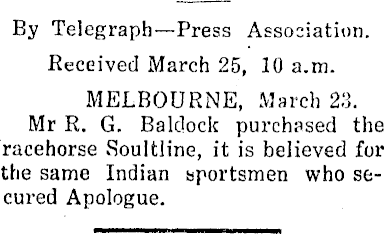 By Telegraph—Press Association.
Received March 25, 10 a.m.
MELBOURNE, March 23.
Mr R. G. Baldock purchased the
racehorse Soultline, it is believed for
the same Indian sportsmen who se-
cured Apologue.